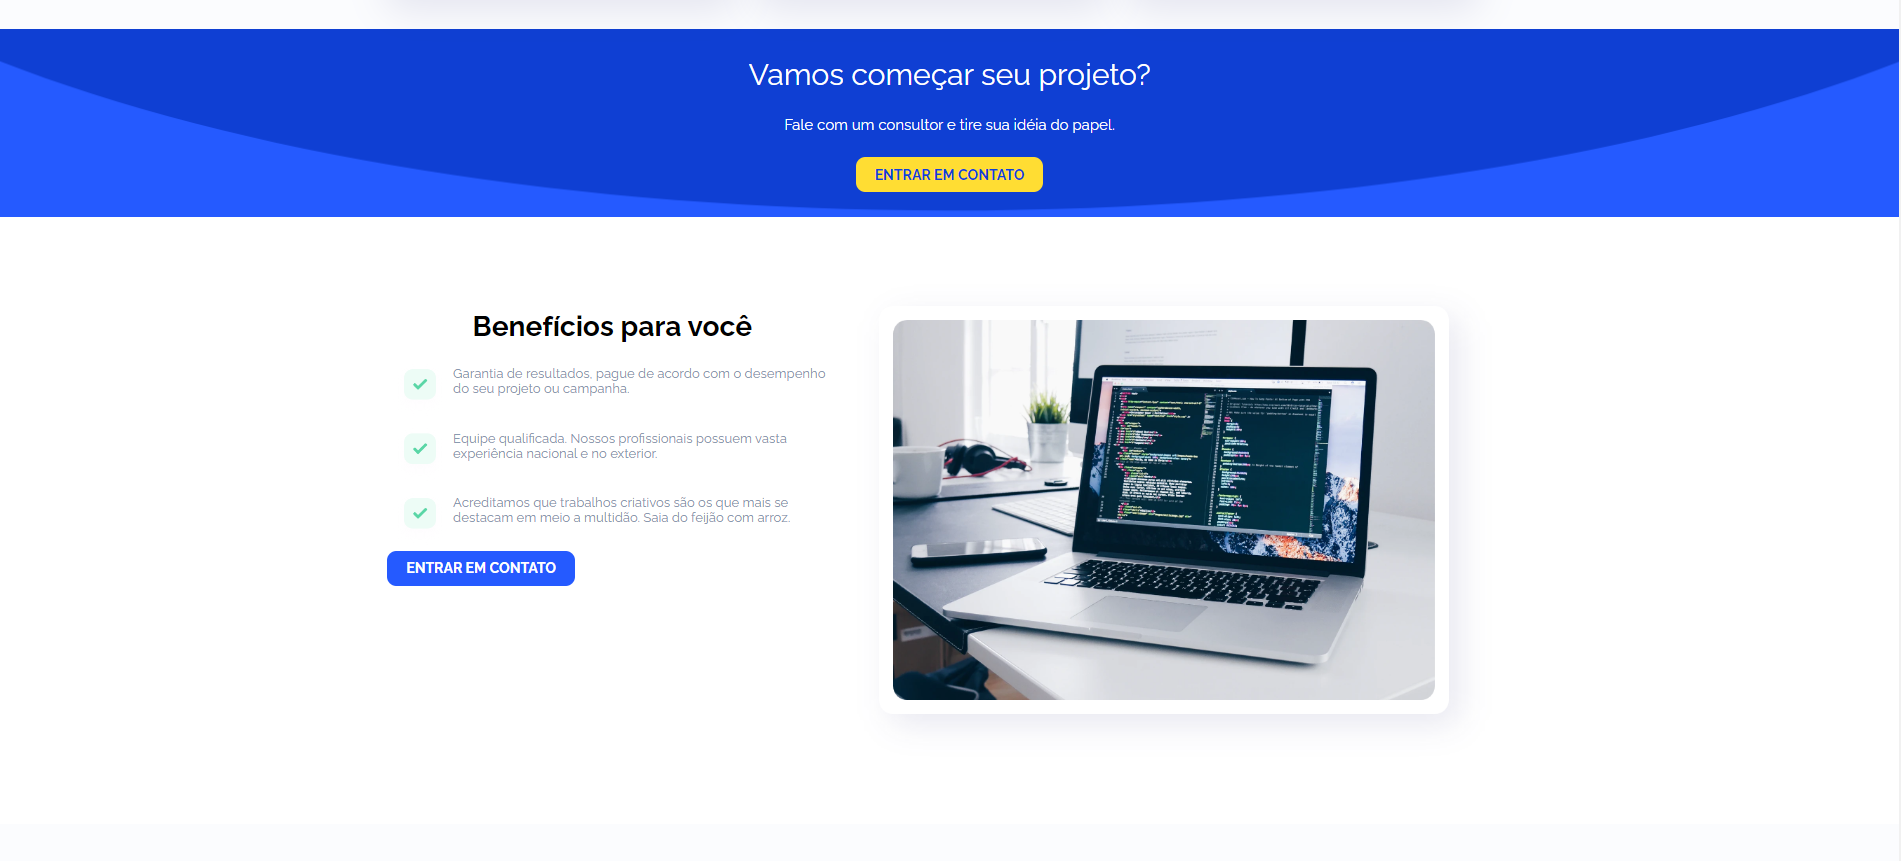 Vamos começar seu projeto?
Fale com um consultor e tire sua idéia do papel.
ENTRAR EM CONTATO
Benefícios para você
Garantia de resultados, pague de acordo com o desempenho
do seu projeto ou campanha.
Equipe qualificada. Nossos profissionais possuem vasta
experiência nacional e no exterior.
Acreditamos que trabalhos criativos são os que mais se
destacam em meio a multidão. Saia do feijão com arroz.
ENTRAR EM CONTATO